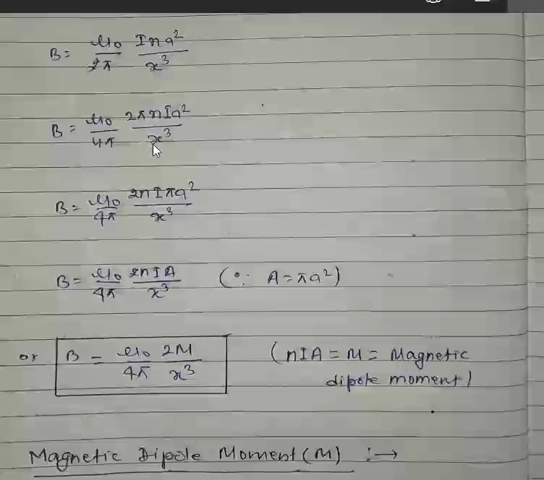 B = μ0/2π Ina²/x³
B = μ0/4π 2πnIa²/x³
B = μ0/4π 2nIπa²/x³
B = μ0/4π 2nIA/x³ (∵ A = πa²)
or B = μ0/4π 2M/x³ (nIA = M = Magnetic
dipole moment)
Magnetic Dipole Moment (M) :→